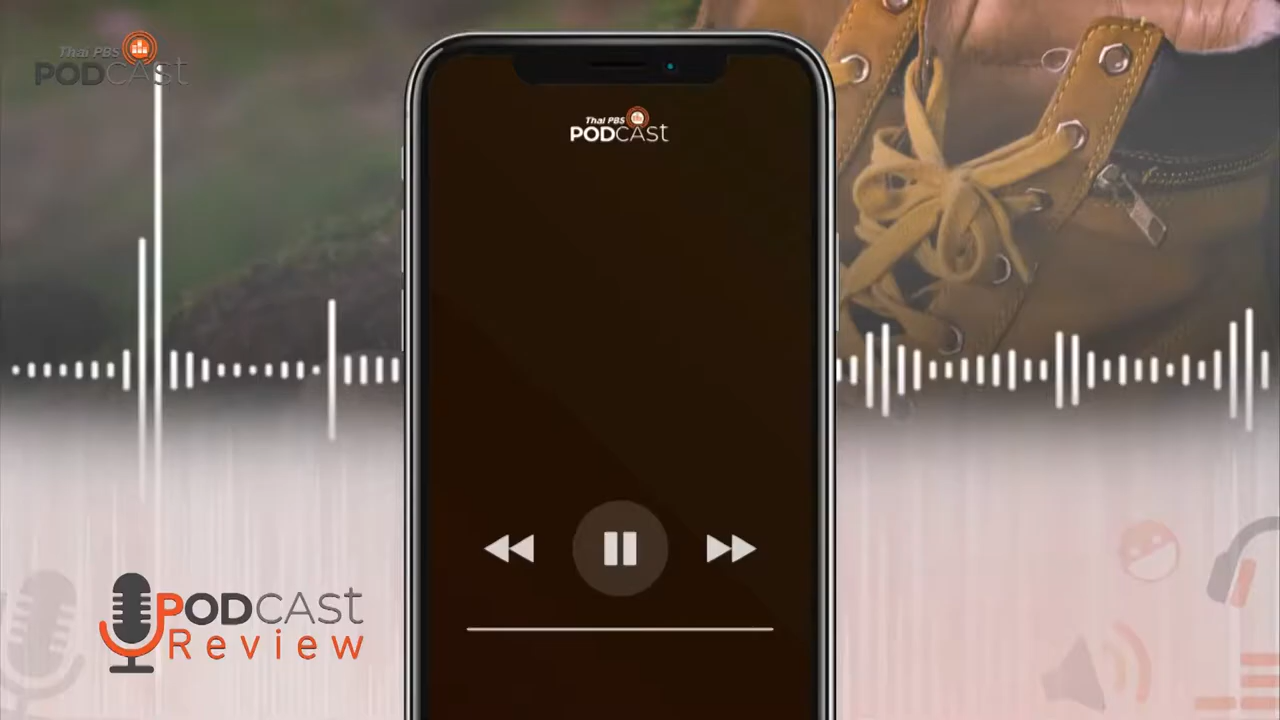 Thai PBS
PODCAST
Thai PBS
PODCAST
PODCAST
Review